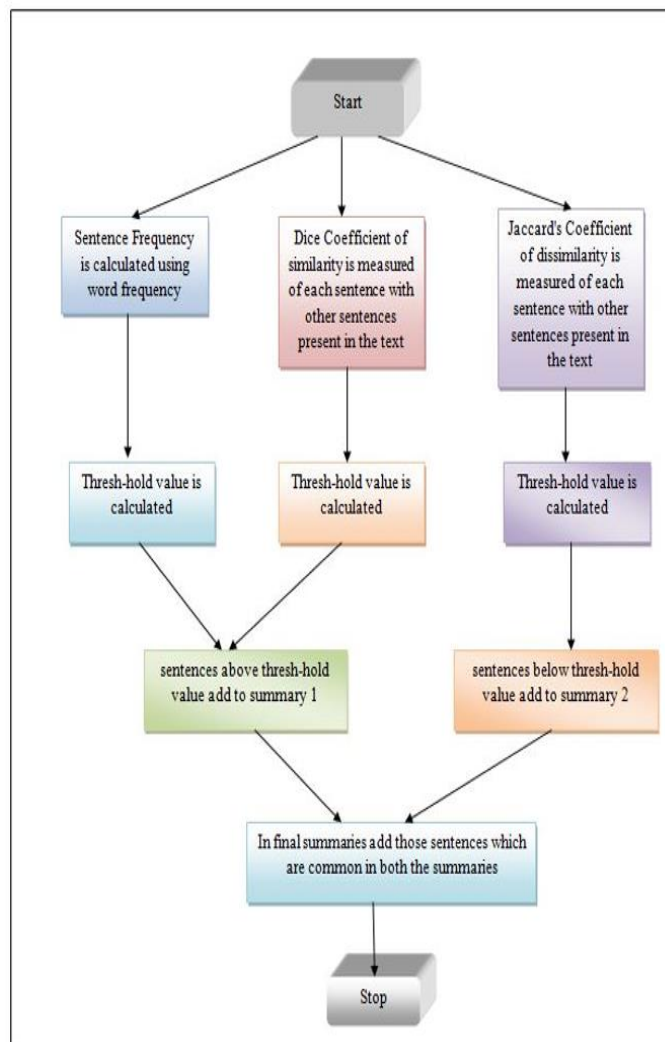 Start
Sentence Frequency
is calculated using
word frequency
Dice Coefficient of
similarity is measured
of each sentence with
other sentences
present in the text
Jaccard's Coefficient
of dissimilarity is
measured of each
sentence with other
sentences present in
the text
Thresh-hold value is
calculated
Thresh-hold value is
calculated
Thresh-hold value is
calculated
sentences above thresh-hold
value add to summary 1
sentences below thresh-hold
value add to summary 2
In final summaries add those sentences which
are common in both the summaries
Stop